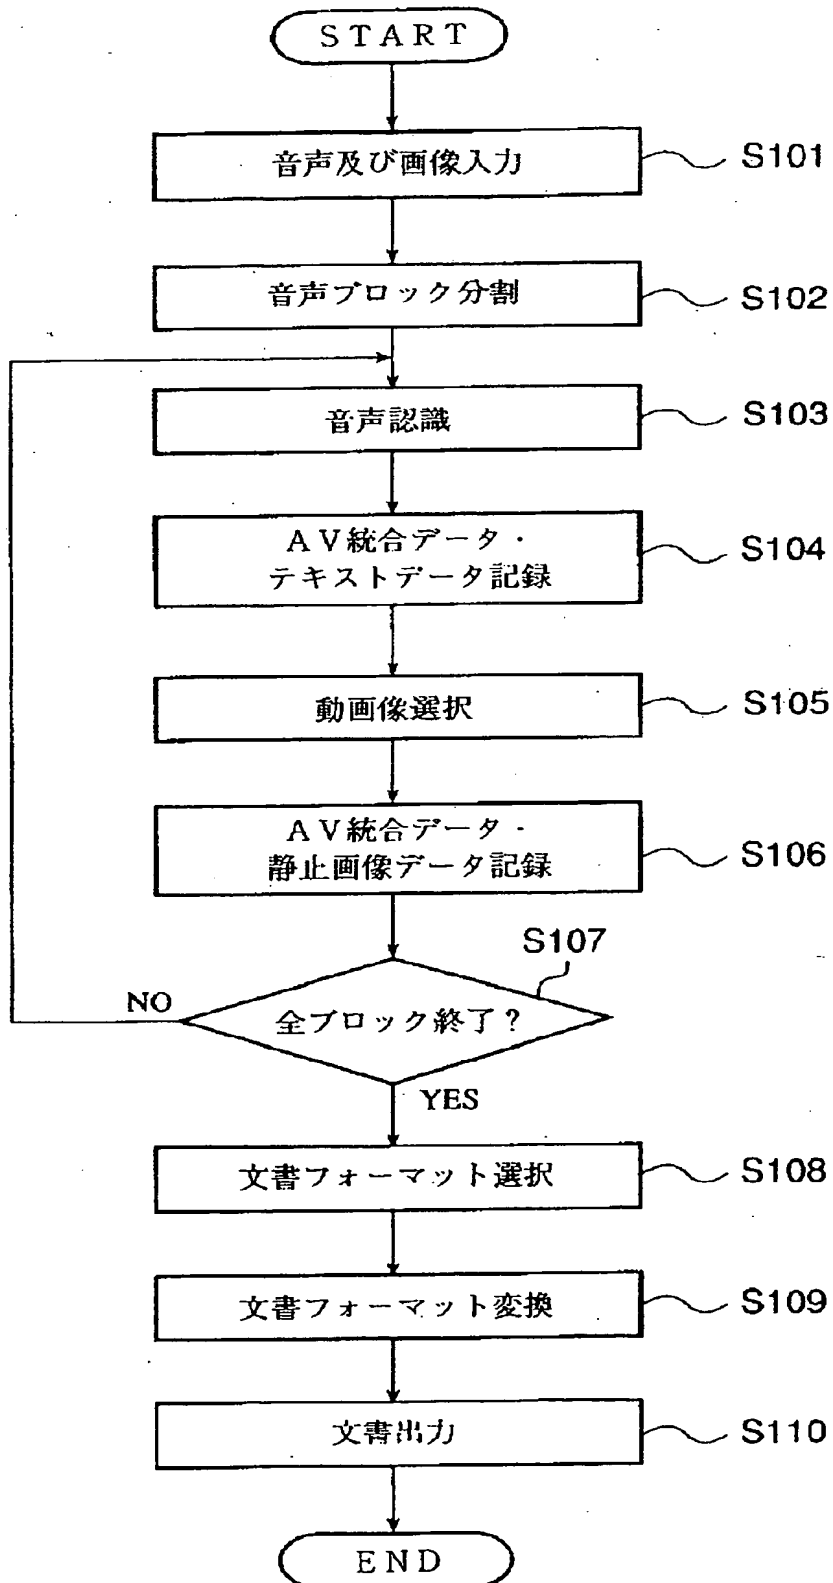 START
音声及び画像入力
S101
音声ブロック分割
S102
音声認識
S103
AV統合データ・
テキストデータ記録
S104
動画像選択
S105
AV統合データ・
静止画像データ記録
S106
S107
NO
全ブロック終了?
YES
文書フォーマット選択
S108
文書フォーマット変換
S109
文書出力
S110
END